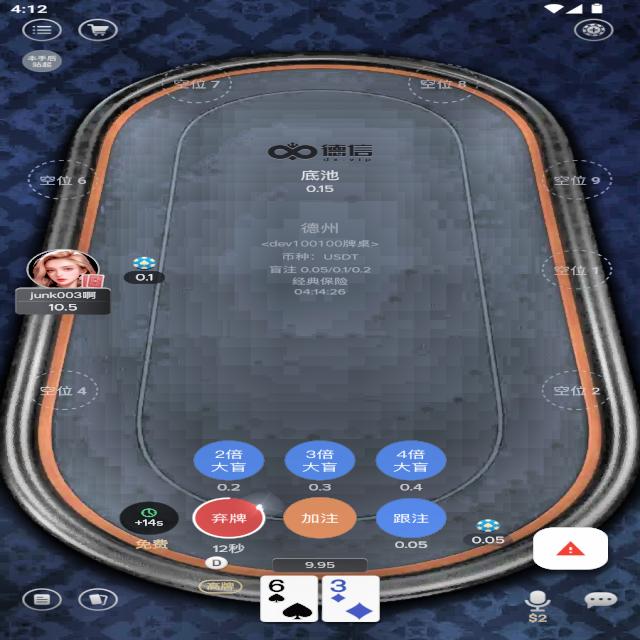 4:12
本手后
站起
空位 7
空位 8
德信
dx.vip
底池
0.15
空位 6
空位 9
德州
<dev100100牌桌>
币种：USDT
盲注 0.05/0.1/0.2
经典保险
04:14:26
0.1
junk003啊
10.5
空位 1
空位 4
空位 2
2倍
大盲
3倍
大盲
4倍
大盲
0.2
0.3
0.4
+14s
免费
弃牌
加注
跟注
12秒
0.05
0.05
D
9.95
高牌
6
3
$2